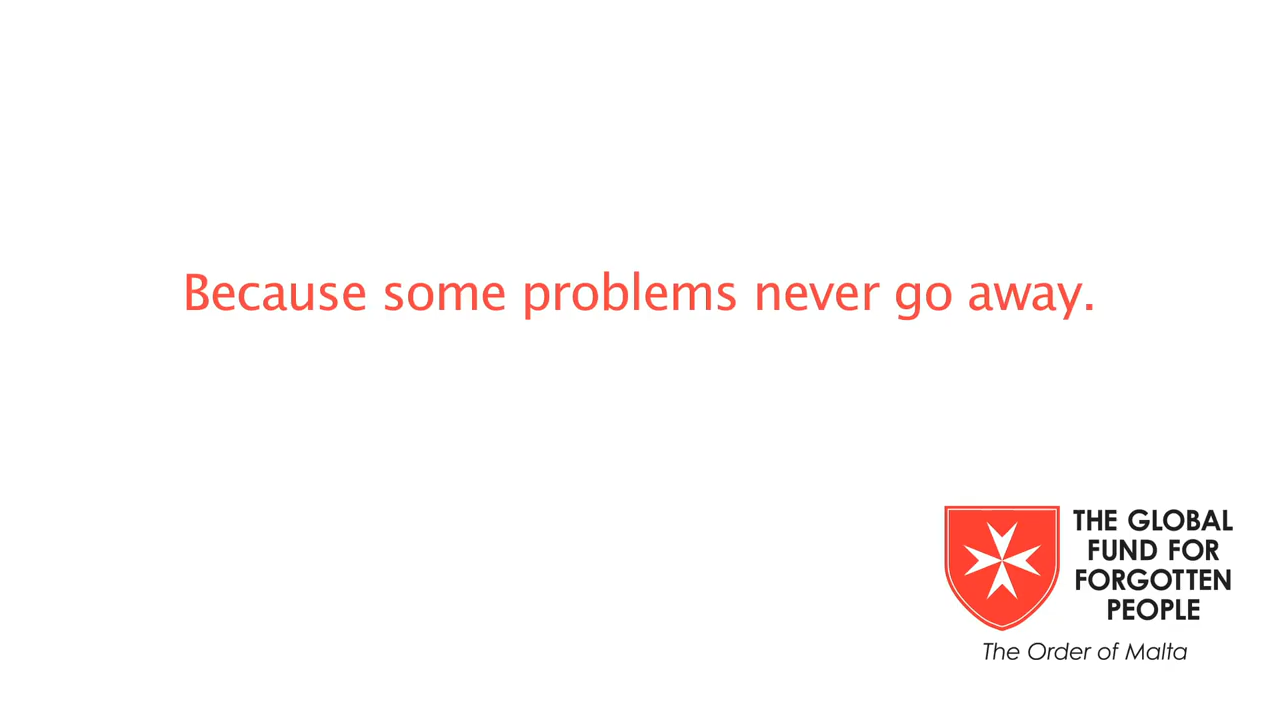 Because some problems never go away.
THE GLOBAL
FUND FOR
FORGOTTEN
PEOPLE
The Order of Malta